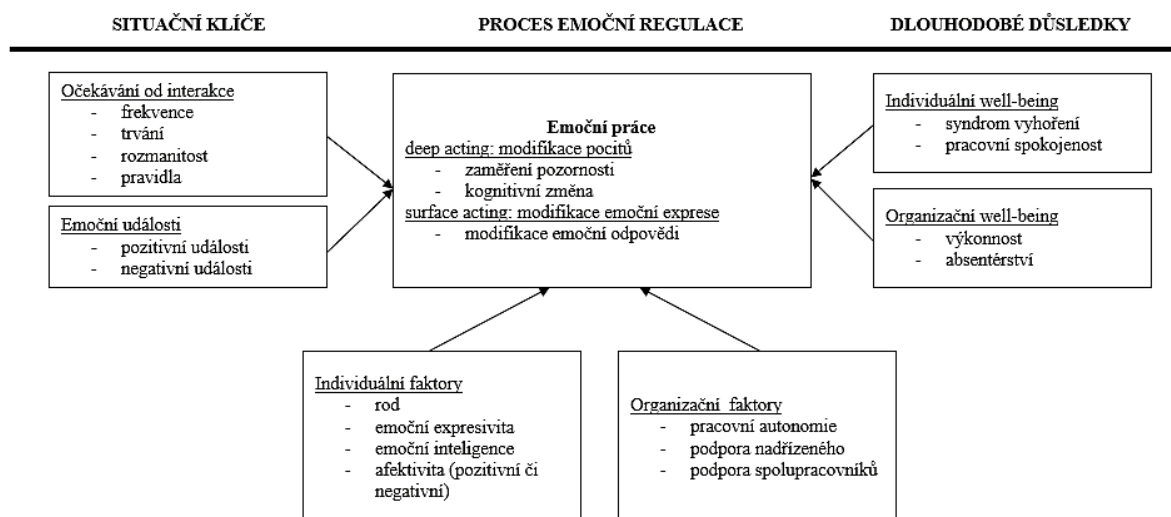 SITUAČNÍ KLÍČE
PROCES EMOČNÍ REGULACE
DLOUHODOBÉ DŮSLEDKY
Očekávání od interakce
- frekvence
- trvání
- rozmanitost
- pravidla
Emoční události
- pozitivní události
- negativní události
Emoční práce
deep acting: modifikace pocitů
- zaměření pozornosti
- kognitivní změna
surface acting: modifikace emoční exprese
- modifikace emoční odpovědi
Individuální well-being
- syndrom vyhoření
- pracovní spokojenost
Organizační well-being
- výkonnost
- absentérství
Individuální faktory
- rod
- emoční expresivita
- emoční inteligence
- afektivita (pozitivní či
negativní)
Organizační faktory
- pracovní autonomie
- podpora nadřízeného
- podpora spolupracovníků